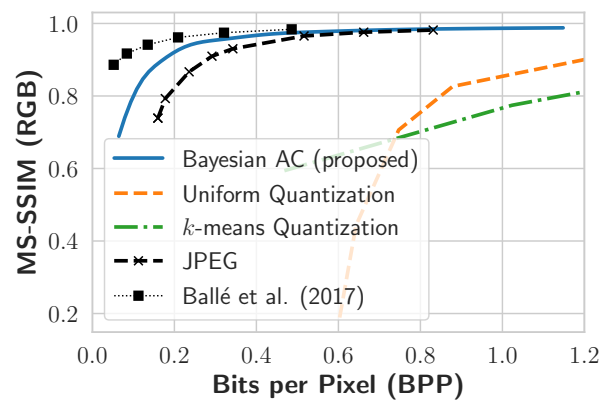 MS-SSIM (RGB)
1.0
0.8
0.6
0.4
0.2
Bayesian AC (proposed)
Uniform Quantization
k-means Quantization
JPEG
Ballé et al. (2017)
0.0 0.2 0.4 0.6 0.8 1.0 1.2
Bits per Pixel (BPP)